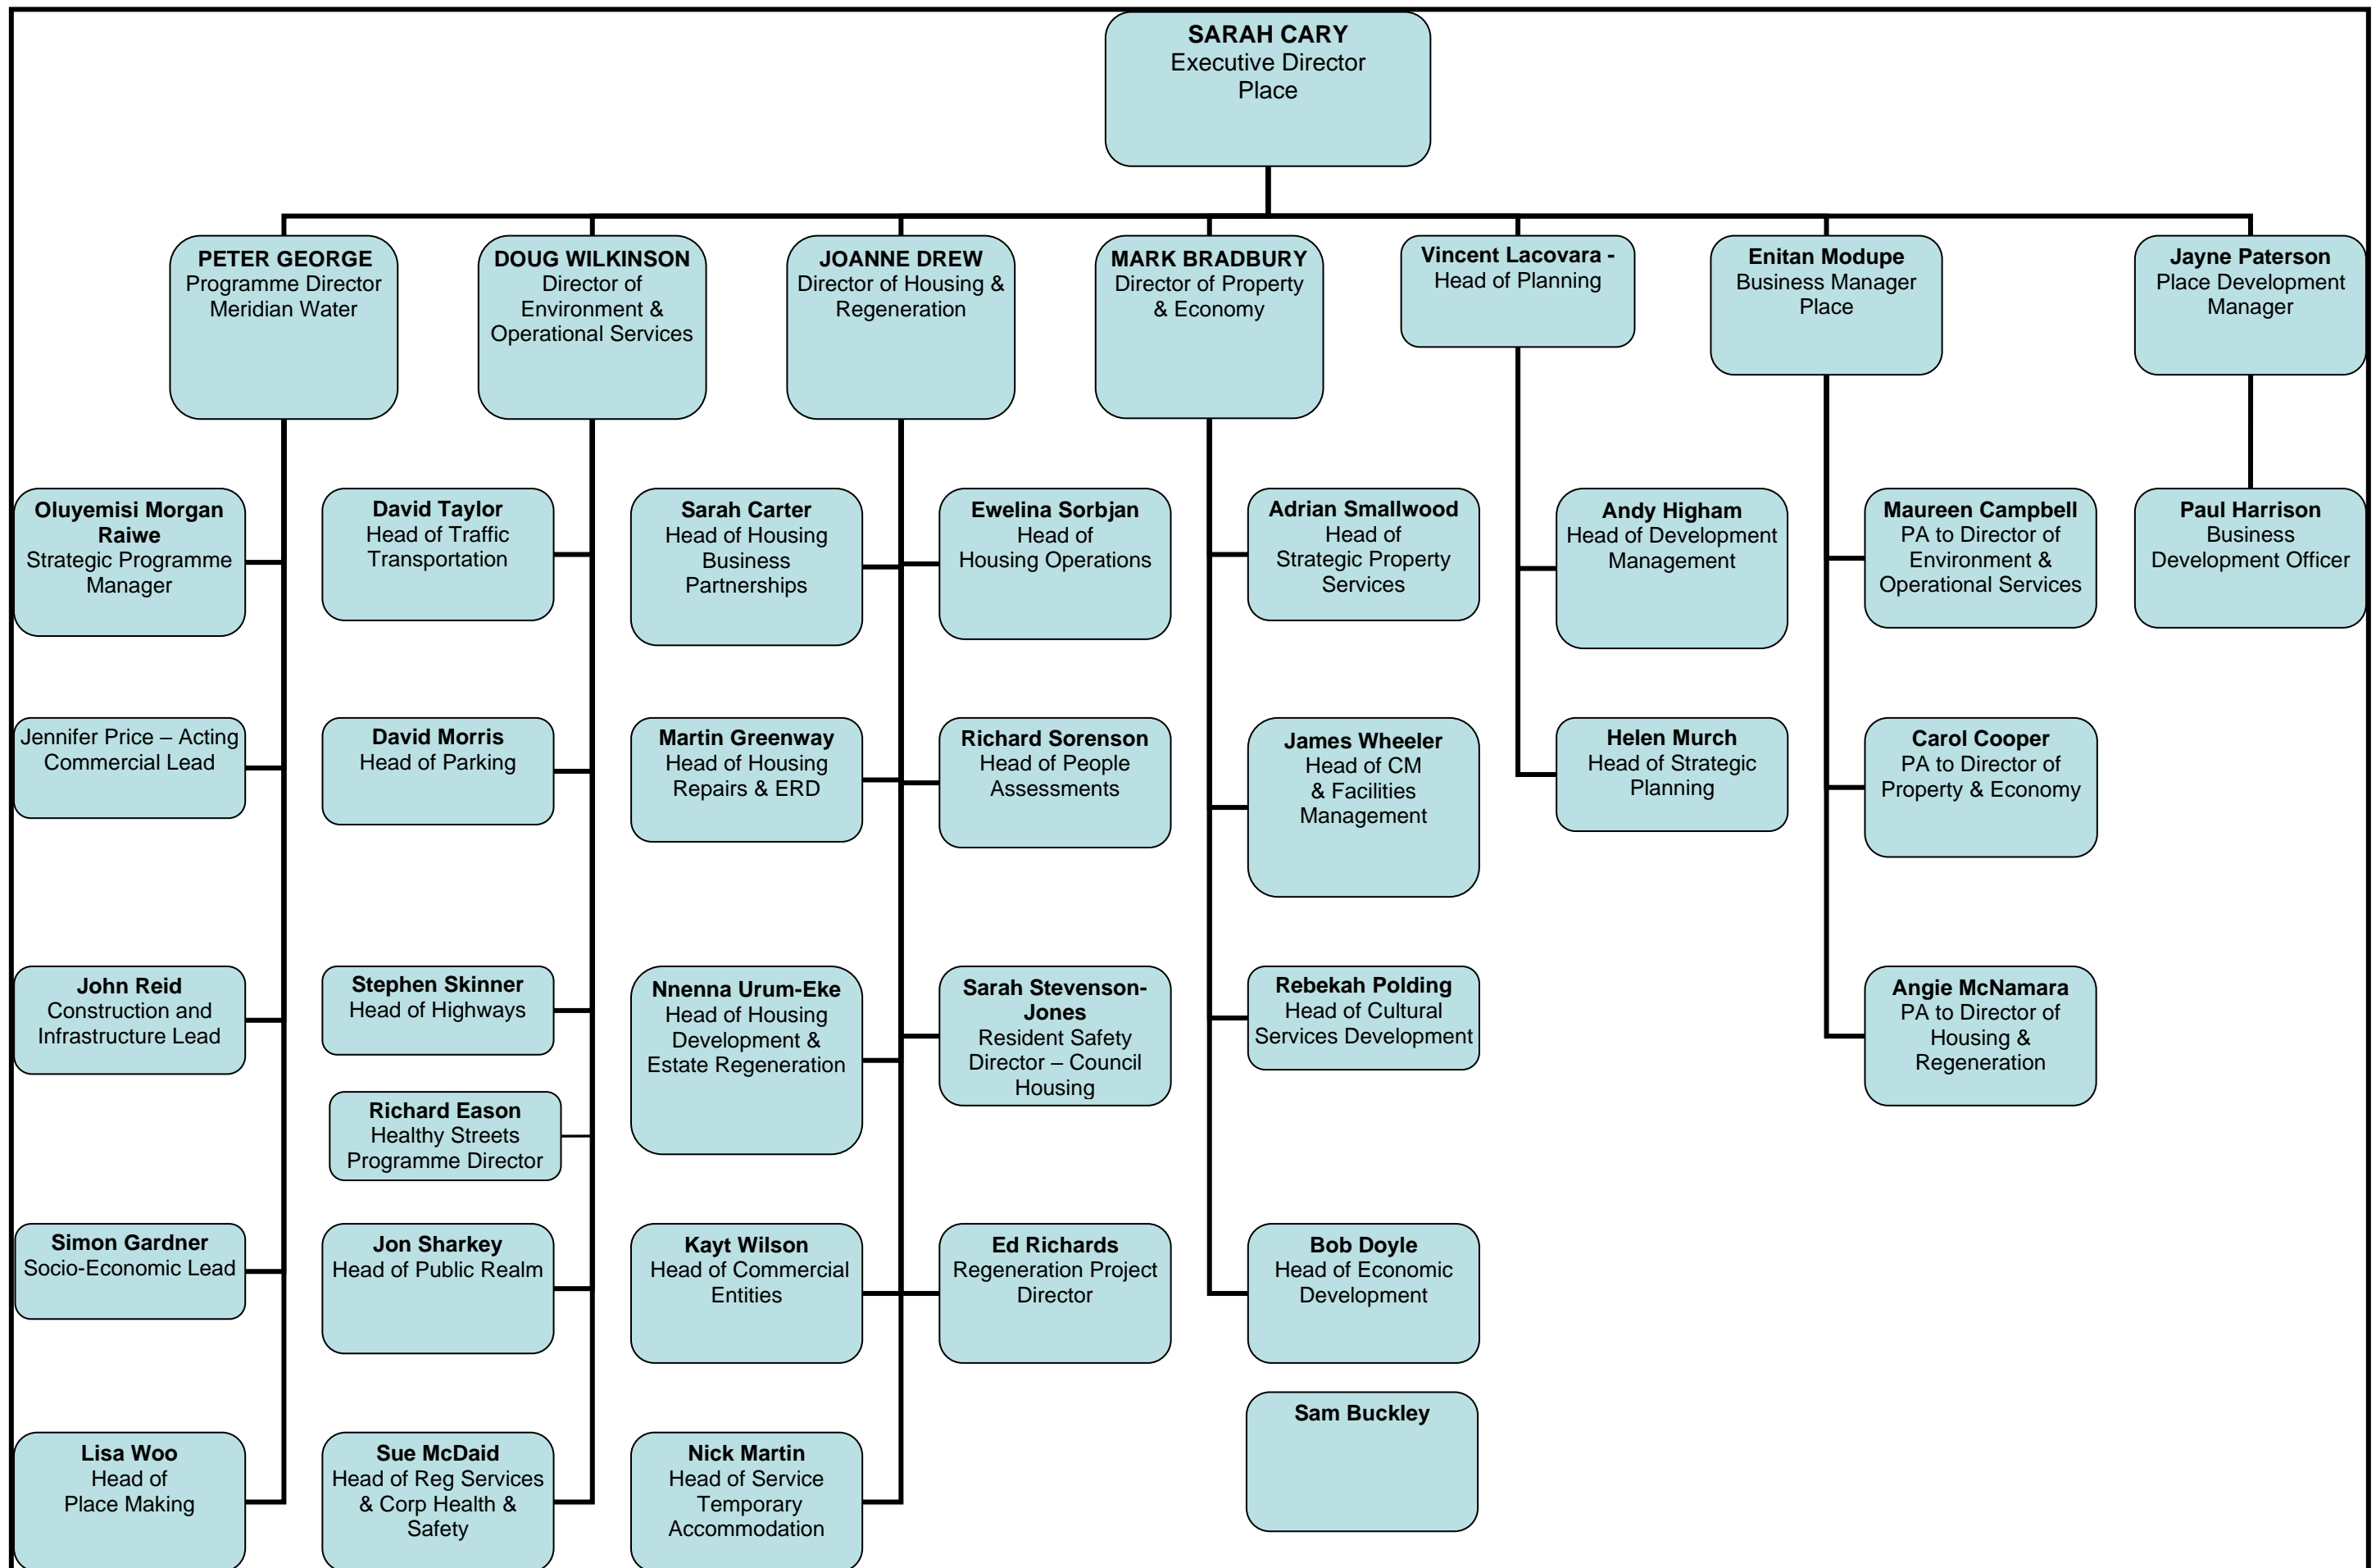 SARAH CARY
Executive Director
Place
PETER GEORGE
Programme Director
Meridian Water
DOUG WILKINSON
Director of
Environment &
Operational Services
JOANNE DREW
Director of Housing &
Regeneration
MARK BRADBURY
Director of Property
& Economy
Vincent Lacovara -
Head of Planning
Enitan Modupe
Business Manager
Place
Jayne Paterson
Place Development
Manager
Oluyemisi Morgan
Raiwe
Strategic Programme
Manager
David Taylor
Head of Traffic
Transportation
Sarah Carter
Head of Housing
Business
Partnerships
Ewelina Sorbjan
Head of
Housing Operations
Adrian Smallwood
Head of
Strategic Property
Services
Andy Higham
Head of Development
Management
Maureen Campbell
PA to Director of
Environment &
Operational Services
Paul Harrison
Business
Development Officer
Jennifer Price – Acting
Commercial Lead
David Morris
Head of Parking
Martin Greenway
Head of Housing
Repairs & ERD
Richard Sorenson
Head of People
Assessments
James Wheeler
Head of CM
& Facilities
Management
Helen Murch
Head of Strategic
Planning
Carol Cooper
PA to Director of
Property & Economy
John Reid
Construction and
Infrastructure Lead
Stephen Skinner
Head of Highways
Nnenna Urum-Eke
Head of Housing
Development &
Estate Regeneration
Sarah Stevenson-
Jones
Resident Safety
Director – Council
Housing
Rebekah Polding
Head of Cultural
Services Development
Angie McNamara
PA to Director of
Housing &
Regeneration
Richard Eason
Healthy Streets
Programme Director
Simon Gardner
Socio-Economic Lead
Jon Sharkey
Head of Public Realm
Kayt Wilson
Head of Commercial
Entities
Ed Richards
Regeneration Project
Director
Bob Doyle
Head of Economic
Development
Sam Buckley
Lisa Woo
Head of
Place Making
Sue McDaid
Head of Reg Services
& Corp Health &
Safety
Nick Martin
Head of Service
Temporary
Accommodation